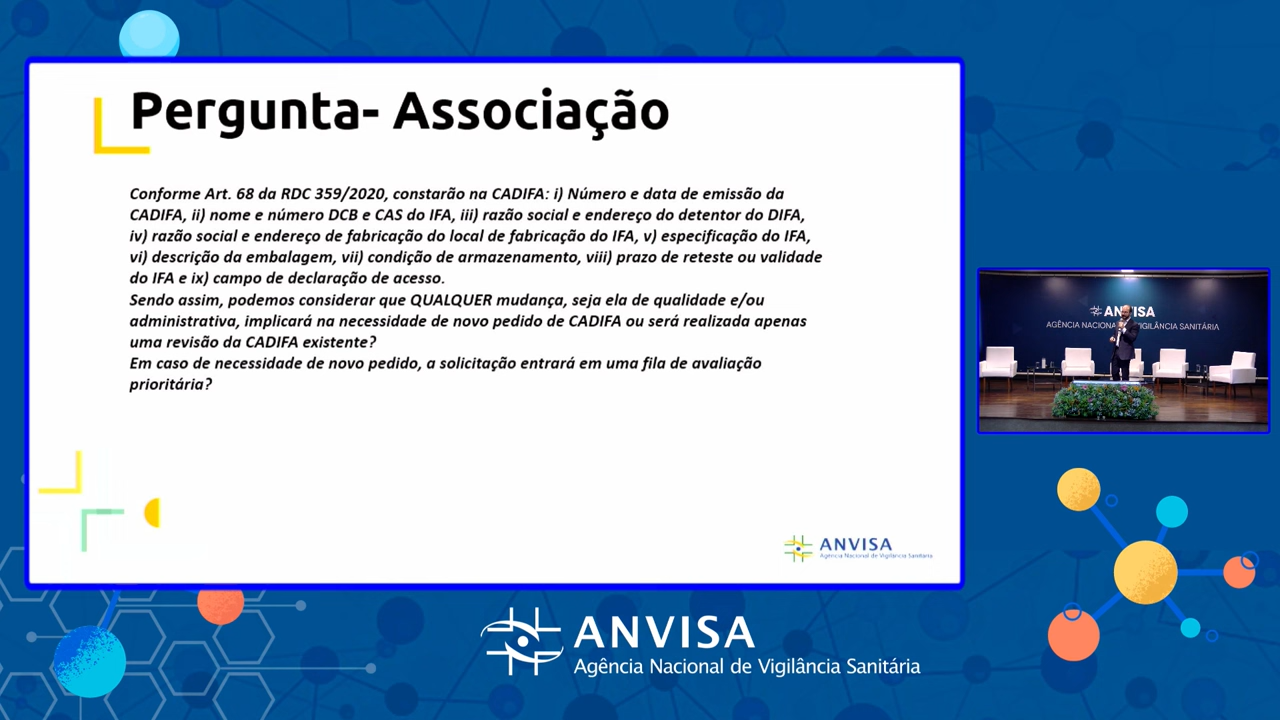 Pergunta- Associação
Conforme Art. 68 da RDC 359/2020, constarão na CADIFA: i) Número e data de emissão da
CADIFA, ii) nome e número DCB e CAS do IFA, iii) razão social e endereço do detentor do DIFA,
iv) razão social e endereço de fabricação do local de fabricação do IFA, v) especificação do IFA,
vi) descrição da embalagem, vii) condição de armazenamento, viii) prazo de reteste ou validade
do IFA e ix) campo de declaração de acesso.
Sendo assim, podemos considerar que QUALQUER mudança, seja ela de qualidade e/ou
administrativa, implicará na necessidade de novo pedido de CADIFA ou será realizada apenas
uma revisão da CADIFA existente?
Em caso de necessidade de novo pedido, a solicitação entrará em uma fila de avaliação
prioritária?
ANVISA
Agência Nacional de Vigilância Sanitária
ANVISA
AGÊNCIA NACIONAL VIGILÂNCIA SANITÁRIA
ANVISA
Agência Nacional de Vigilância Sanitária